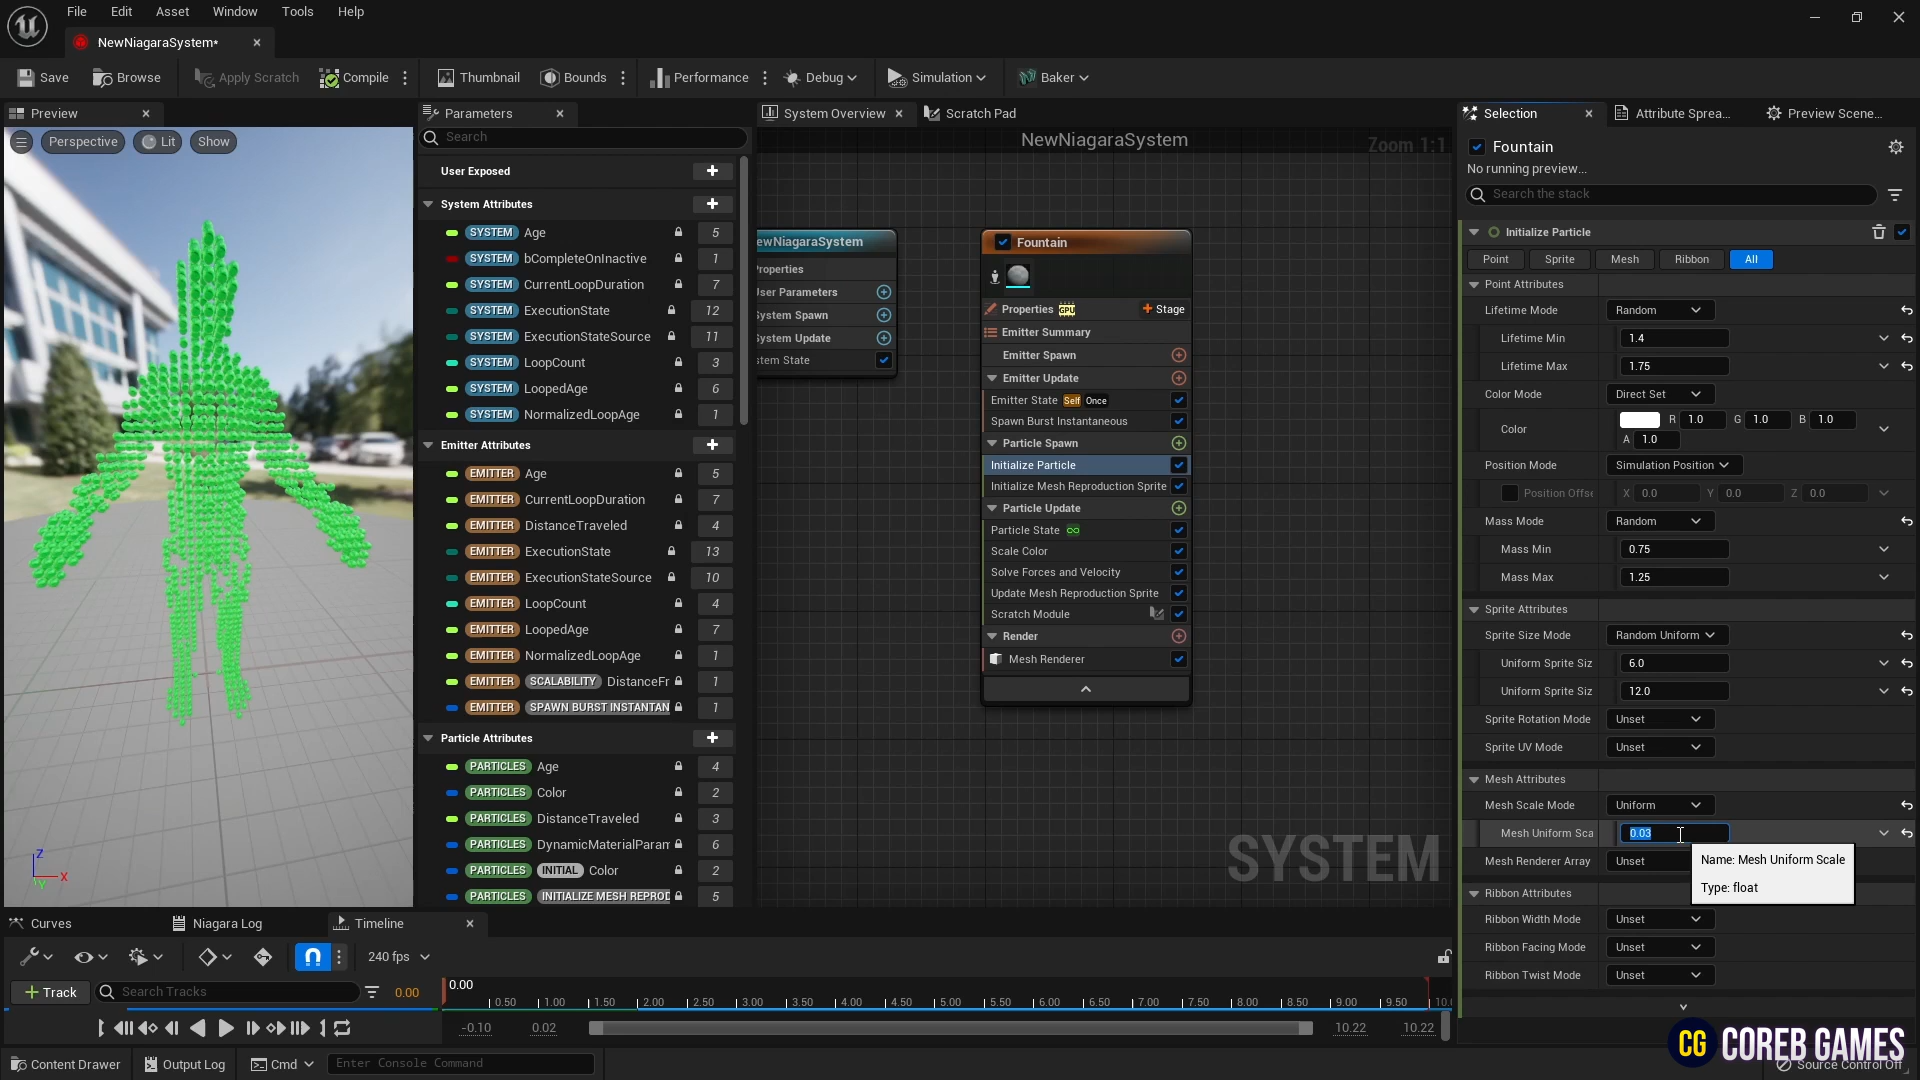 File Edit Asset Window Tools Help
NewNiagaraSystem*
Save Browse Apply Scratch Compile Thumbnail Bounds Performance Debug Simulation Baker
Preview
Perspective Lit Show
Z
X
Y
Parameters
Search
User Exposed
System Attributes
SYSTEM Age 5
SYSTEM bCompleteOnInactive 1
SYSTEM CurrentLoopDuration 7
SYSTEM ExecutionState 12
SYSTEM ExecutionStateSource 11
SYSTEM LoopCount 3
SYSTEM LoopedAge 6
SYSTEM NormalizedLoopAge 1
Emitter Attributes
EMITTER Age 5
EMITTER CurrentLoopDuration 7
EMITTER DistanceTraveled 4
EMITTER ExecutionState 13
EMITTER ExecutionStateSource 10
EMITTER LoopCount 4
EMITTER LoopedAge 7
EMITTER NormalizedLoopAge 1
EMITTER SCALABILITY DistanceFr 1
EMITTER SPAWN BURST INSTANTAN 1
Particle Attributes
PARTICLES Age 4
PARTICLES Color 2
PARTICLES DistanceTraveled 3
PARTICLES DynamicMaterialParam 6
PARTICLES INITIAL Color 2
PARTICLES INITIALIZE MESH REPROD 5
System Overview Scratch Pad
NewNiagaraSystem
Zoom 1:1
ewNiagaraSystem
Properties
User Parameters
System Spawn
System Update
stem State
Fountain
Properties GPU Stage
Emitter Summary
Emitter Spawn
Emitter Update
Emitter State Self Once
Spawn Burst Instantaneous
Particle Spawn
Initialize Particle
Initialize Mesh Reproduction Sprite
Particle Update
Particle State
Scale Color
Solve Forces and Velocity
Update Mesh Reproduction Sprite
Scratch Module
Render
Mesh Renderer
SYSTEM
Selection Attribute Sprea... Preview Scene...
Fountain
No running preview...
Search the stack
Initialize Particle
Point Sprite Mesh Ribbon All
Point Attributes
Lifetime Mode Random
Lifetime Min 1.4
Lifetime Max 1.75
Color Mode Direct Set
Color R 1.0 G 1.0 B 1.0
A 1.0
Position Mode Simulation Position
Position Offse X 0.0 Y 0.0 Z 0.0
Mass Mode Random
Mass Min 0.75
Mass Max 1.25
Sprite Attributes
Sprite Size Mode Random Uniform
Uniform Sprite Siz 6.0
Uniform Sprite Siz 12.0
Sprite Rotation Mode Unset
Sprite UV Mode Unset
Mesh Attributes
Mesh Scale Mode Uniform
Mesh Uniform Sca 0.03
Mesh Renderer Array Unset
Name: Mesh Uniform Scale
Type: float
Ribbon Attributes
Ribbon Width Mode Unset
Ribbon Facing Mode Unset
Ribbon Twist Mode Unset
Curves Niagara Log Timeline
240 fps
Track Search Tracks 0.00
0.00
0.50 1.00 1.50 2.00 2.50 3.00 3.50 4.00 4.50 5.00 5.50 6.00 6.50 7.00 7.50 8.00 8.50 9.00 9.50 10.
-0.10 0.02 10.22 10.22
Content Drawer Output Log Cmd Enter Console Command
CG COREB GAMES
Source Control Off